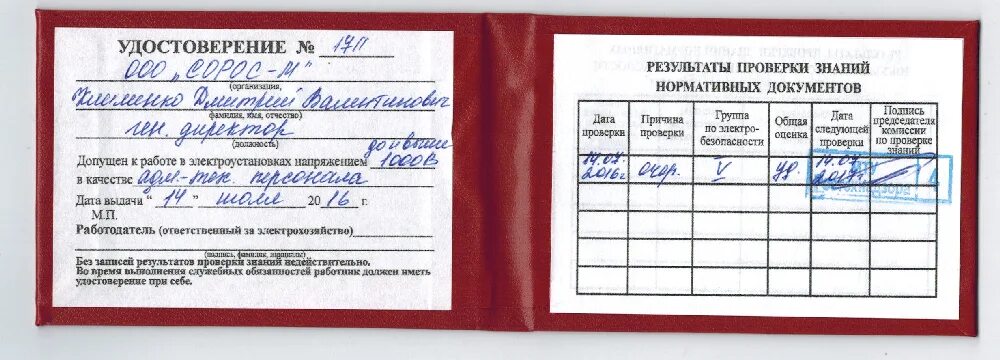 УДОСТОВЕРЕНИЕ № 17П
ООО „СОРОС-М"
(организация,
Клеменко Дмитрий Валентинович
фамилия, имя, отчество)
ген. директор
(должность)
до и выше
Допущен к работе в электроустановках напряжением 1000В
в качестве адм-тех. персонала
Дата выдачи " 14 " июля 2016 г.
М.П.
Работодатель (ответственный за электрохозяйство)
(подпись, фамилия, инициалы)
Без записей результатов проверки знаний недействительно.
Во время выполнения служебных обязанностей работник должен иметь
удостоверение при себе.
РЕЗУЛЬТАТЫ ПРОВЕРКИ ЗНАНИЙ
НОРМАТИВНЫХ ДОКУМЕНТОВ
Дата проверки Причина проверки Группа по электро-безопасности Общая оценка Дата следующей проверки Подпись председателя комиссии по проверке знаний
14.07. 2016г очер. V уд. 14.07 2017г.